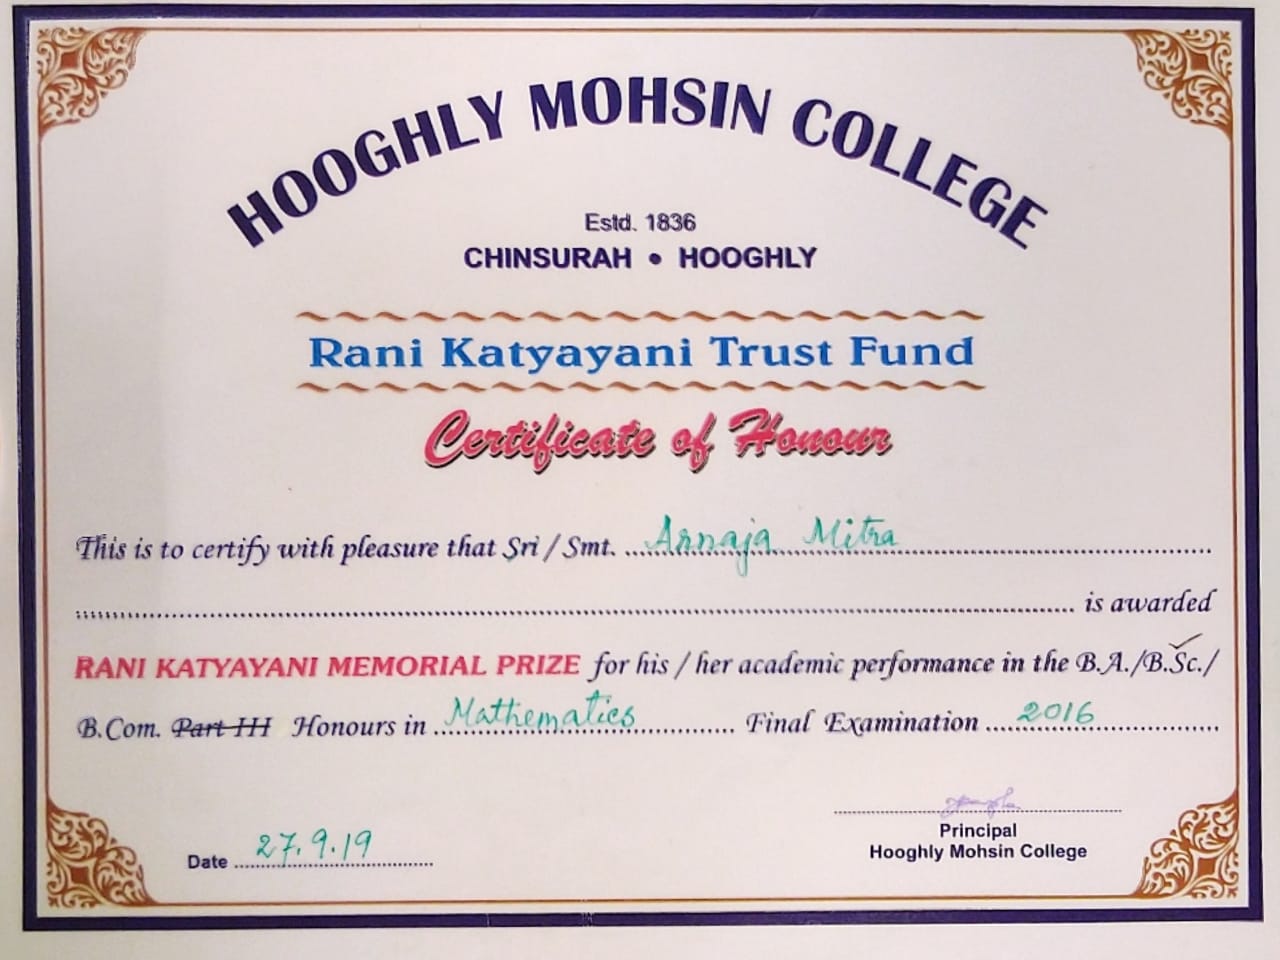 HOOGHLY MOHSIN COLLEGE
Estd. 1836
CHINSURAH • HOOGHLY
Rani Katyayani Trust Fund
Certificate of Honour
This is to certify with pleasure that Sri / Smt. Arnaja Mitra
is awarded
RANI KATYAYANI MEMORIAL PRIZE for his / her academic performance in the B.A./B.Sc./
B.Com. Part III Honours in Mathematics Final Examination 2016
Date 27.9.19
Principal
Hooghly Mohsin College